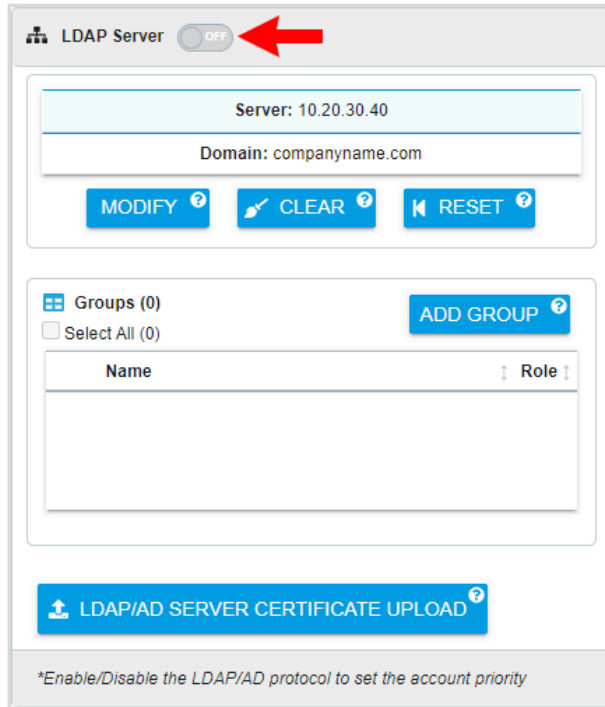 LDAP Server OFF
Server: 10.20.30.40
Domain: companyname.com
MODIFY ? CLEAR ? RESET ?
Groups (0)
ADD GROUP ?
Select All (0)
Name Role
LDAP/AD SERVER CERTIFICATE UPLOAD ?
*Enable/Disable the LDAP/AD protocol to set the account priority